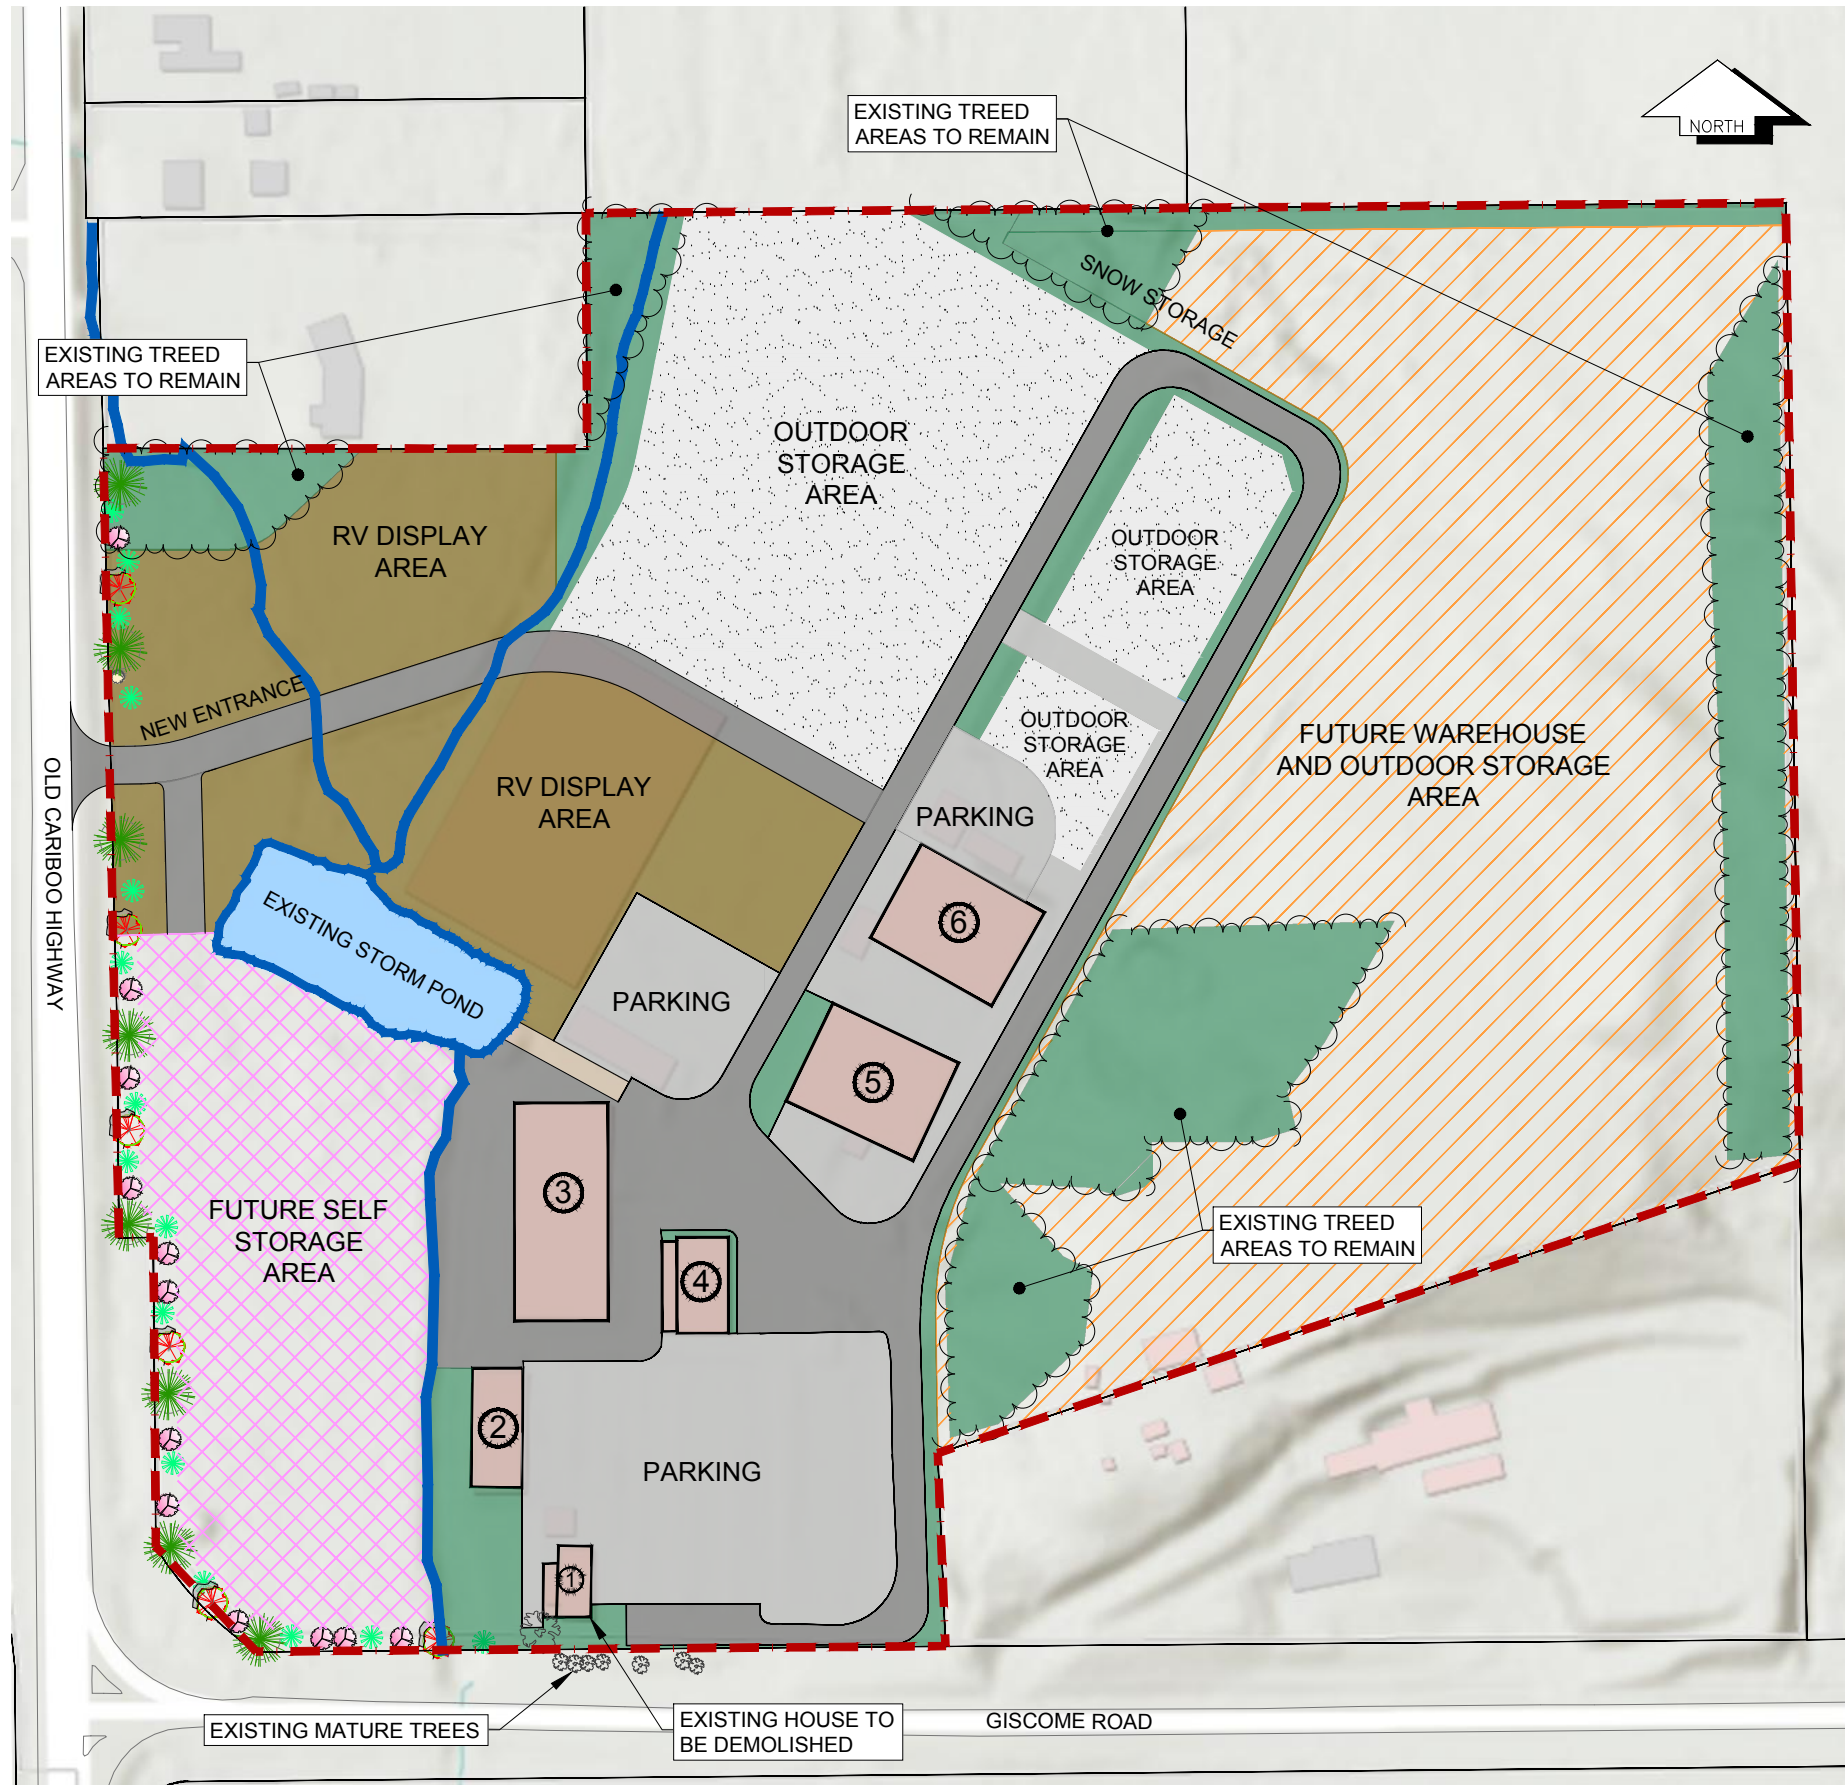 EXISTING TREED
AREAS TO REMAIN
NORTH
SNOW STORAGE
EXISTING TREED
AREAS TO REMAIN
OUTDOOR
STORAGE
AREA
RV DISPLAY
AREA
OUTDOOR
STORAGE
AREA
NEW ENTRANCE
OUTDOOR
STORAGE
AREA
FUTURE WAREHOUSE
AND OUTDOOR STORAGE
AREA
OLD CARIBOO HIGHWAY
RV DISPLAY
AREA
PARKING
6
EXISTING STORM POND
PARKING
5
3
FUTURE SELF
STORAGE
AREA
EXISTING TREED
AREAS TO REMAIN
4
2
PARKING
1
EXISTING MATURE TREES
EXISTING HOUSE TO
BE DEMOLISHED
GISCOME ROAD